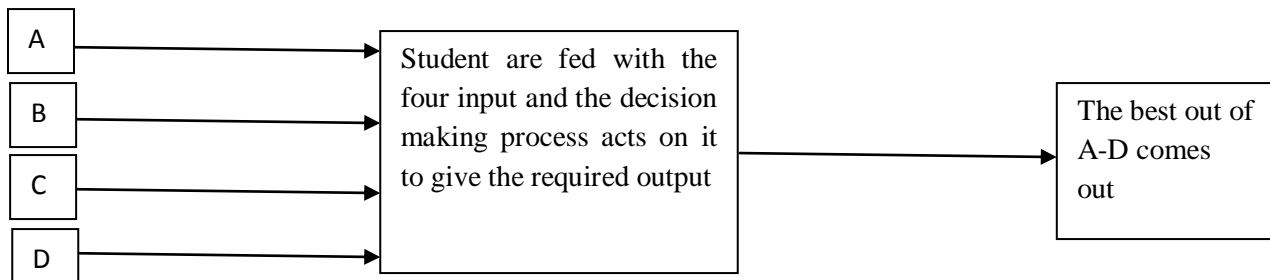 A
B
C
D
Student are fed with the
four input and the decision
making process acts on it
to give the required output
The best out of
A-D comes
out